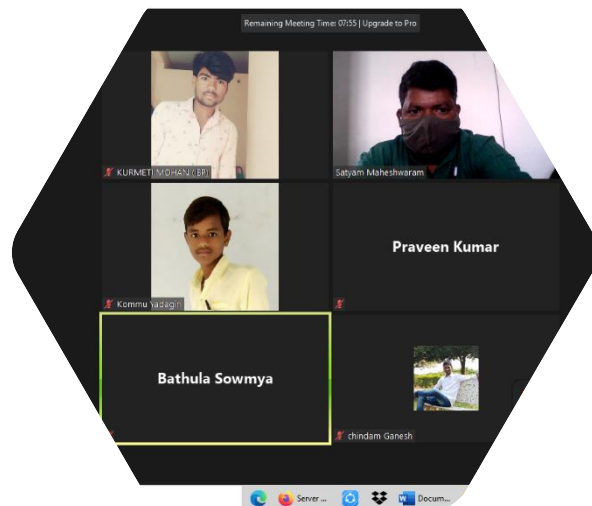 Remaining Meeting Time: 07:55 | Upgrade to Pro
KURMETI MOHAN ( BP)
Satyam Maheshwaram
Kommu Yadagiri
Praveen Kumar
Bathula Sowmya
chindam Ganesh
Server ...
Docum...